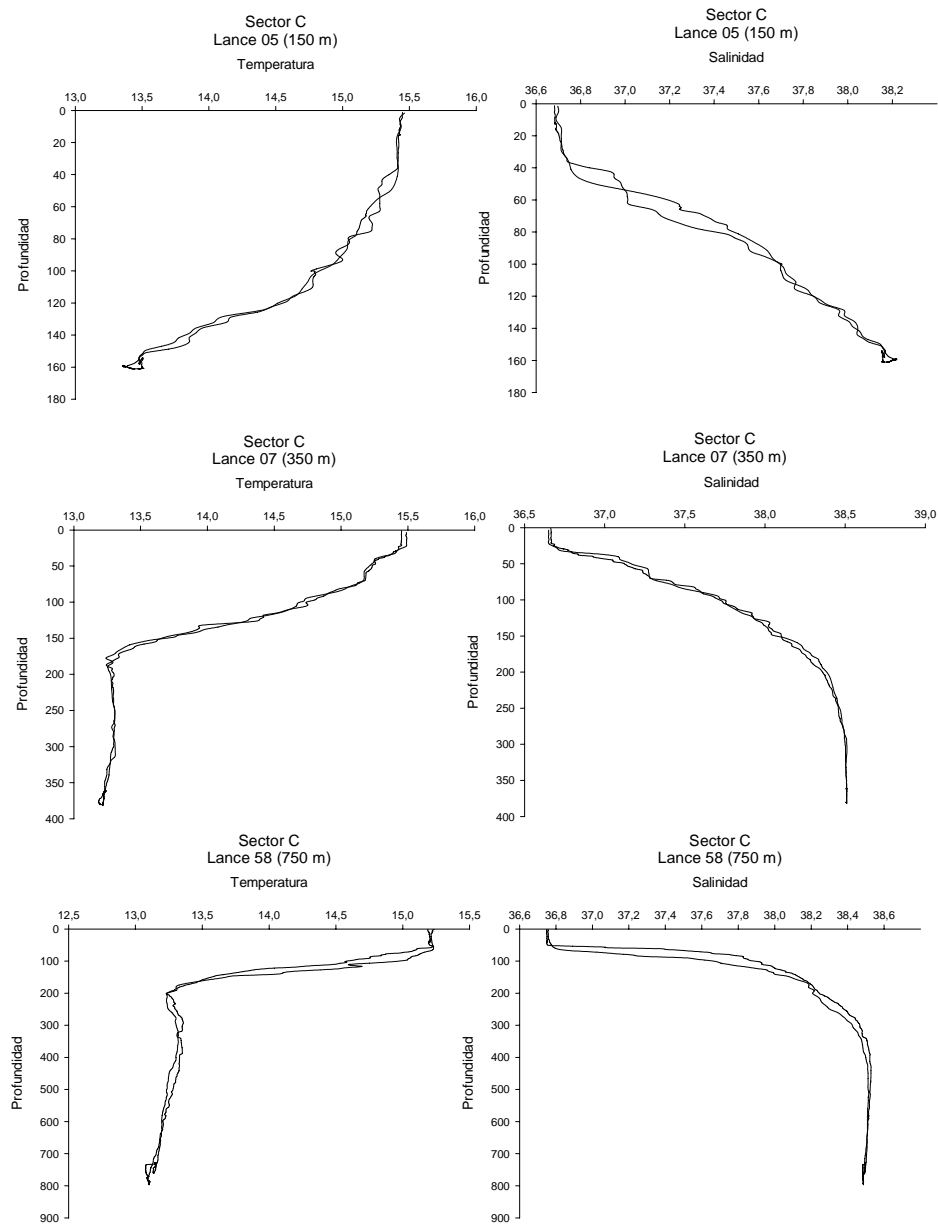 Sector C
Lance 05 (150 m)
Temperatura
13,0 13,5 14,0 14,5 15,0 15,5 16,0
0
20
40
60
80
100
120
140
160
180
Profundidad
Sector C
Lance 05 (150 m)
Salinidad
36,6 36,8 37,0 37,2 37,4 37,6 37,8 38,0 38,2
0
20
40
60
80
100
120
140
160
180
Profundidad
Sector C
Lance 07 (350 m)
Temperatura
13,0 13,5 14,0 14,5 15,0 15,5 16,0
0
50
100
150
200
250
300
350
400
Profundidad
Sector C
Lance 07 (350 m)
Salinidad
36,5 37,0 37,5 38,0 38,5 39,0
0
50
100
150
200
250
300
350
400
Profundidad
Sector C
Lance 58 (750 m)
Temperatura
12,5 13,0 13,5 14,0 14,5 15,0 15,5
0
100
200
300
400
500
600
700
800
900
Profundidad
Sector C
Lance 58 (750 m)
Salinidad
36,6 36,8 37,0 37,2 37,4 37,6 37,8 38,0 38,2 38,4 38,6
0
100
200
300
400
500
600
700
800
900
Profundidad